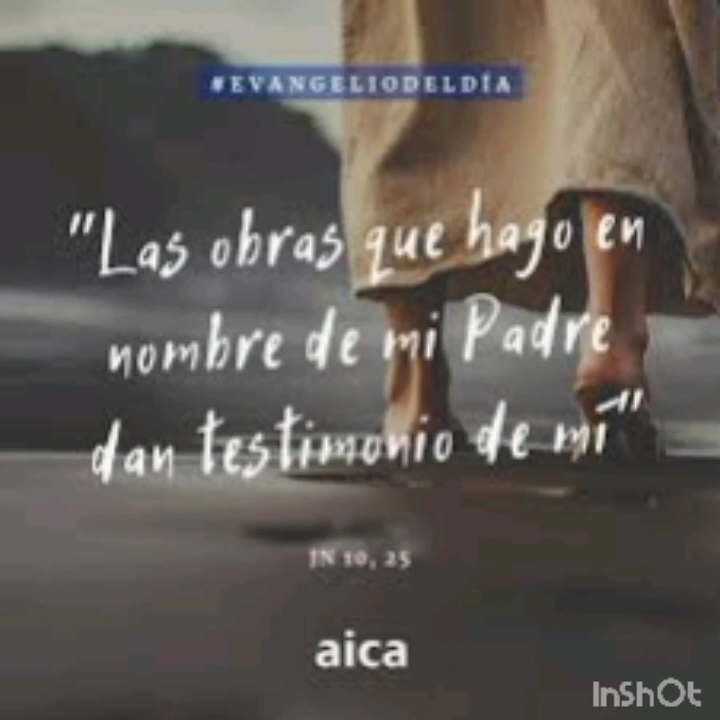 #EVANGELIODELDÍA
"Las obras que hago en
nombre de mi Padre
dan testimonio de mí"
JN 10, 25
aica
InShOt